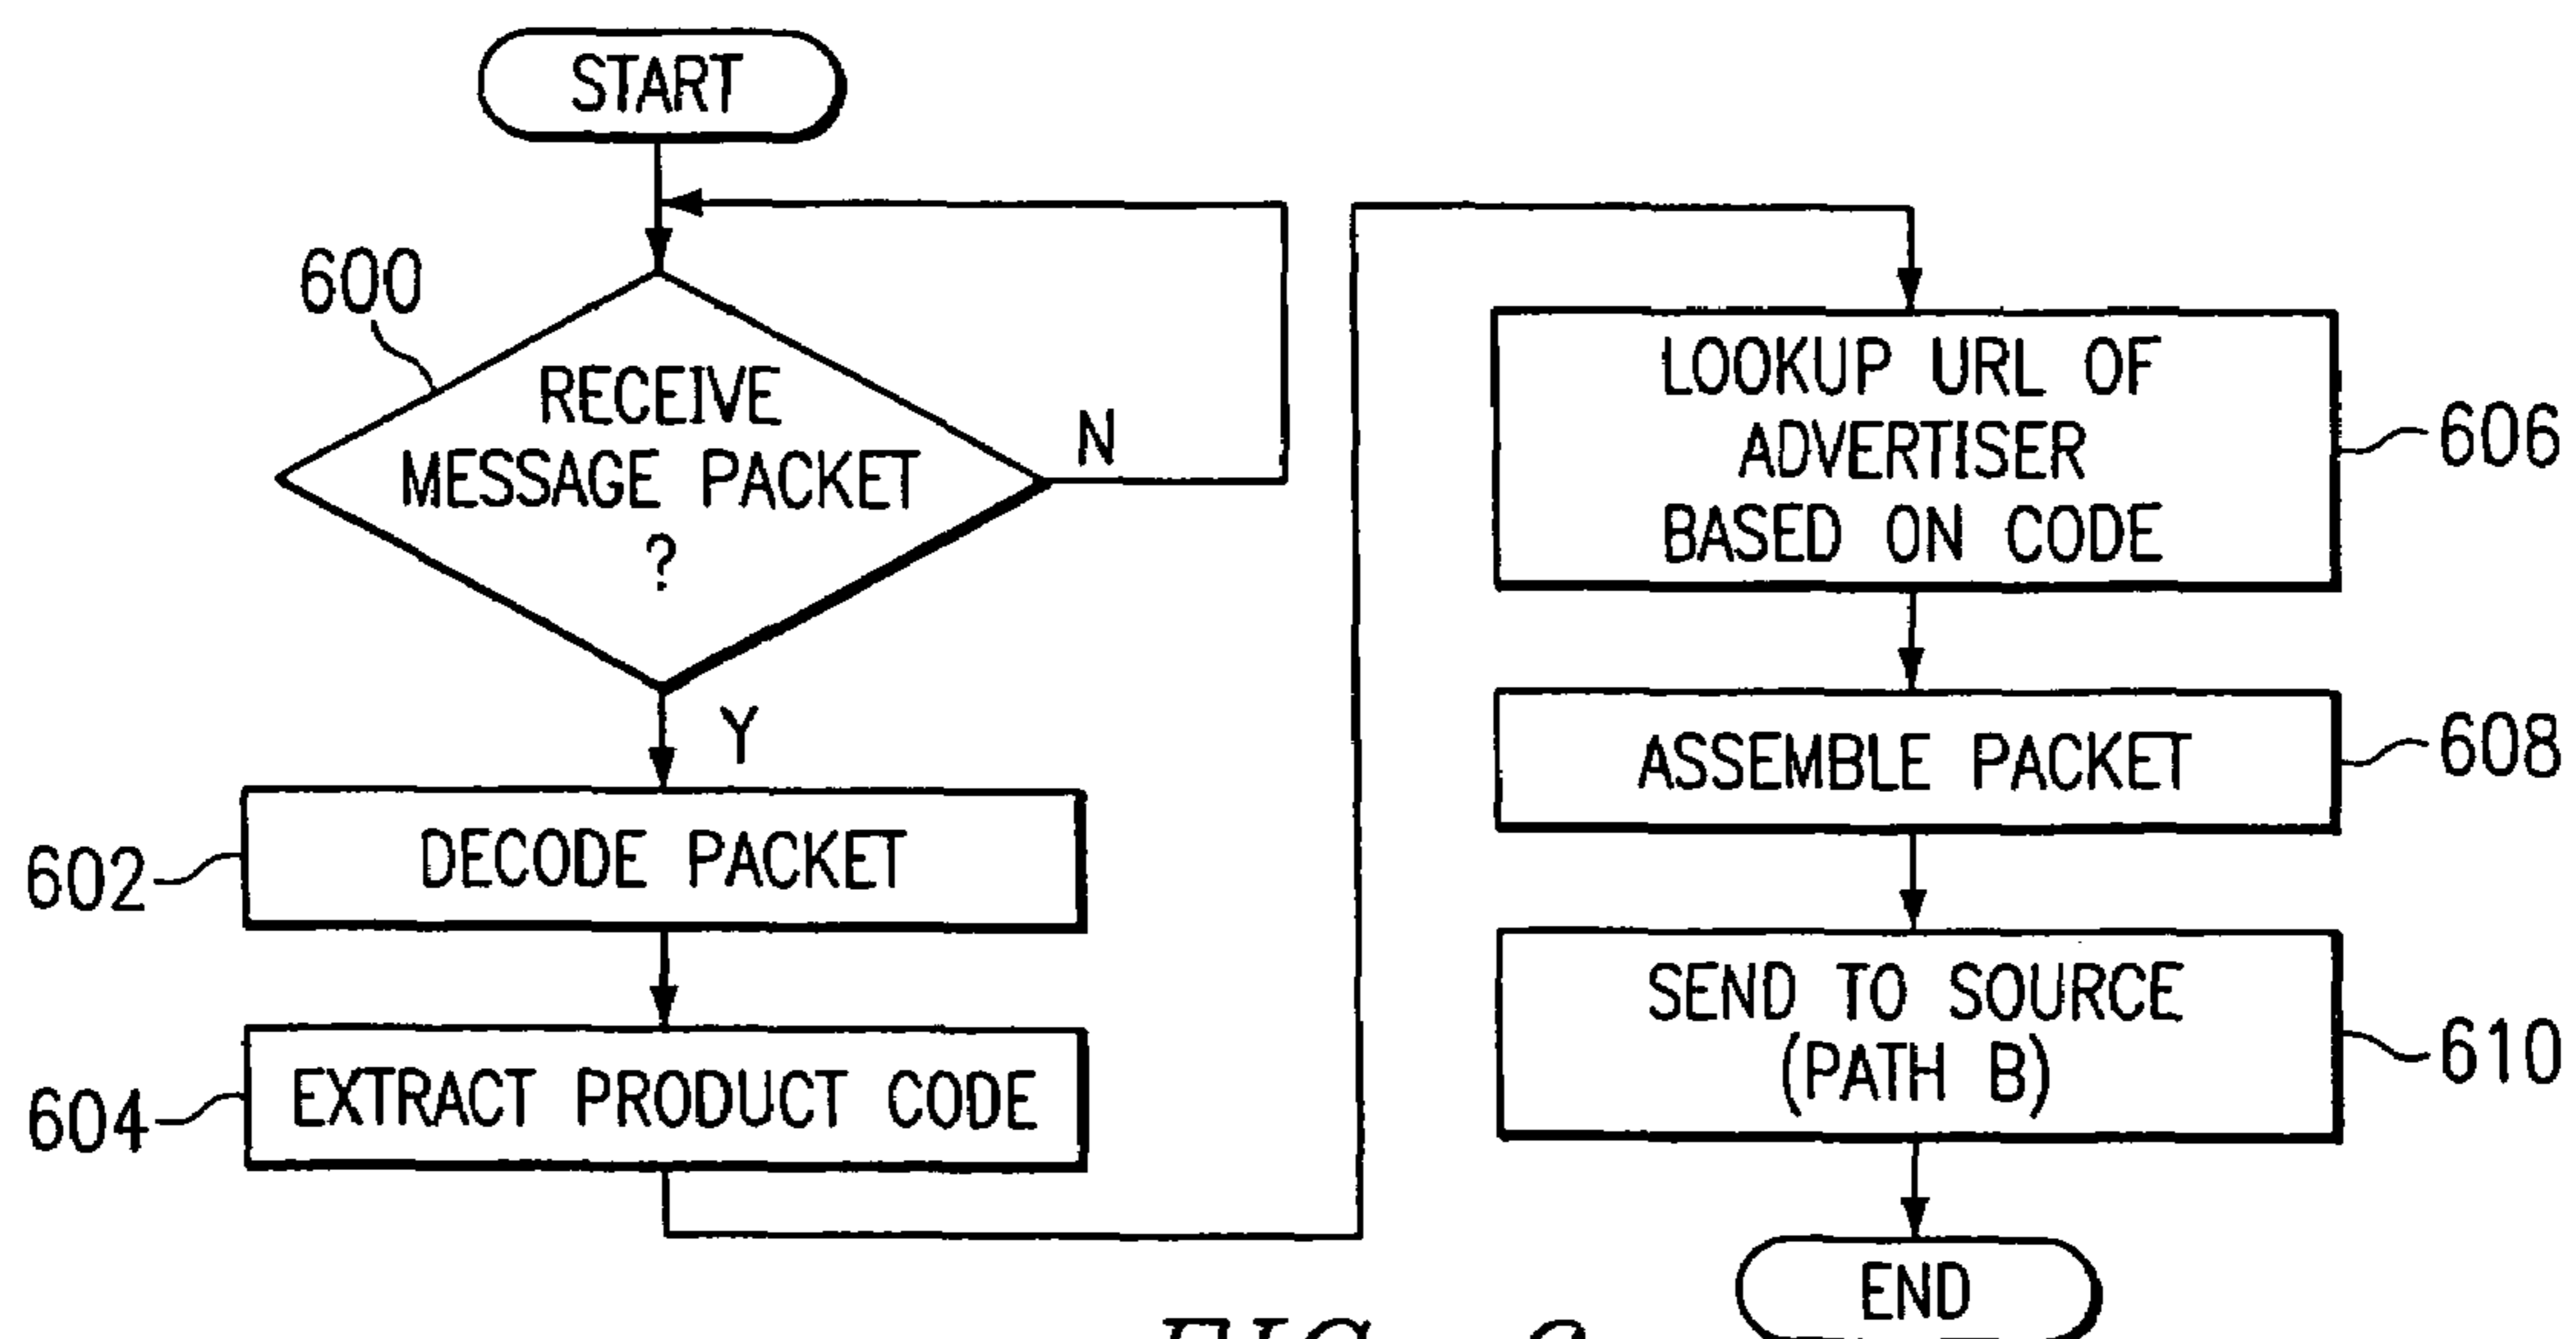 START
600
RECEIVE
MESSAGE PACKET
?
N
Y
602
DECODE PACKET
604
EXTRACT PRODUCT CODE
LOOKUP URL OF
ADVERTISER
BASED ON CODE
606
ASSEMBLE PACKET
608
SEND TO SOURCE
(PATH B)
610
END